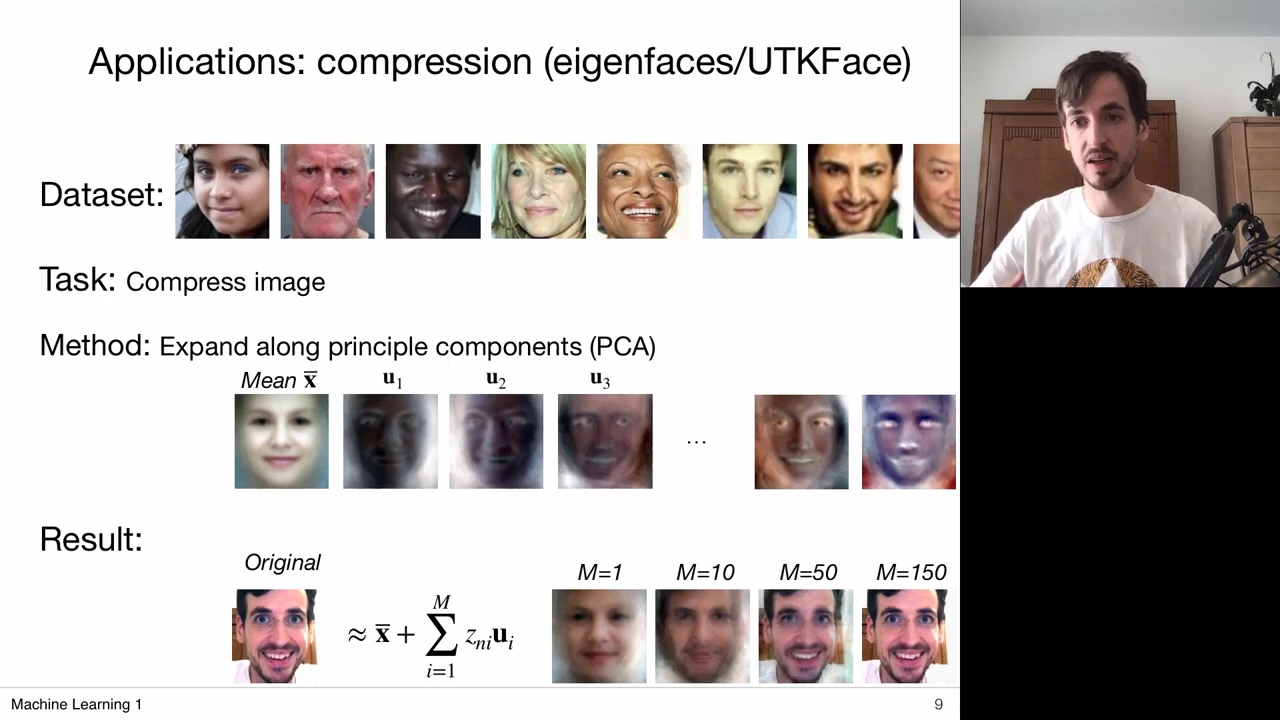 Applications: compression (eigenfaces/UTKFace)
Dataset:
Task: Compress image
Method: Expand along principle components (PCA)
Mean x̅ u₁ u₂ u₃
...
Result:
Original
M=1 M=10 M=50 M=150
≈ x̅ + ∑_{i=1}^{M} z_{ni}u_i
Machine Learning 1
9